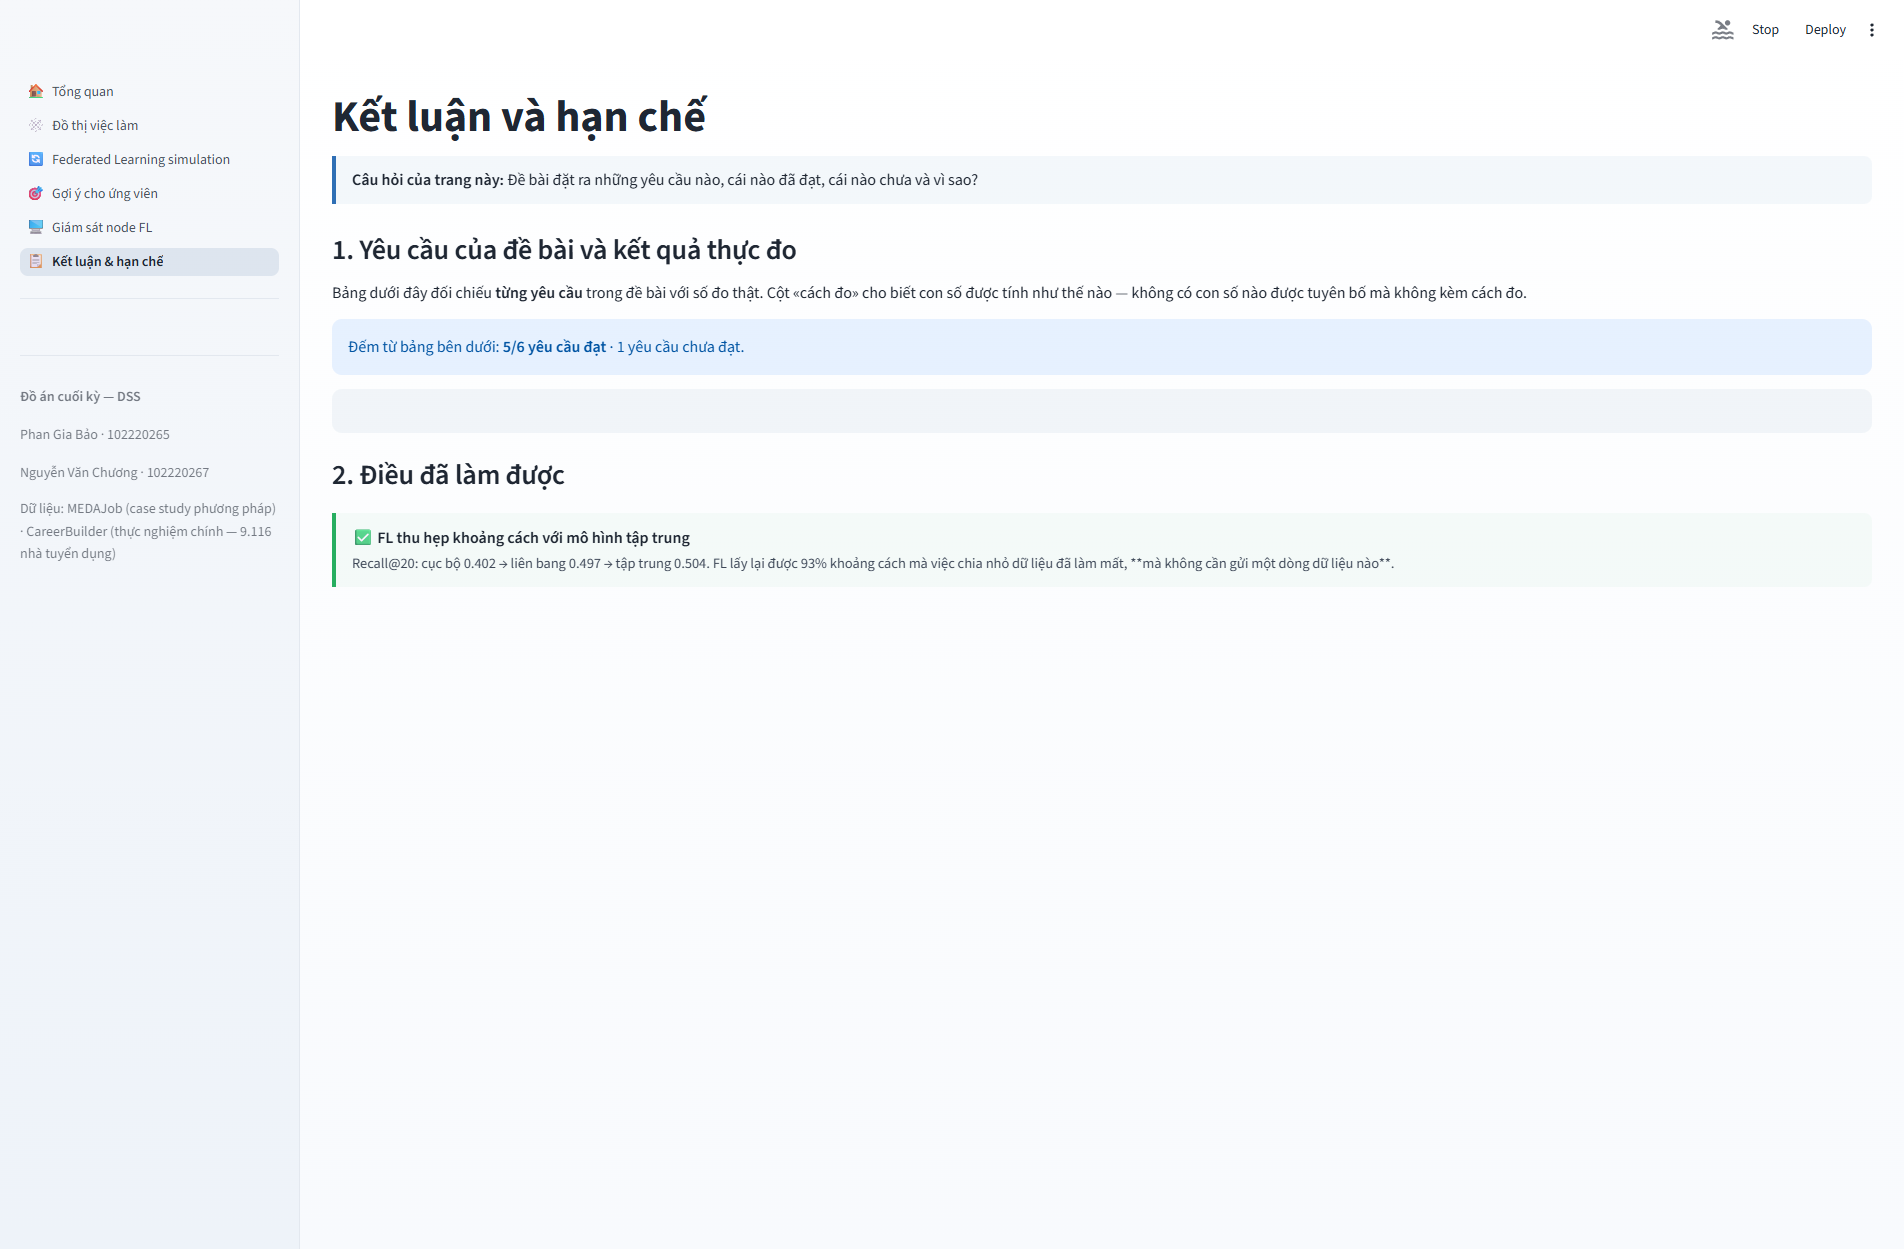 Stop
Deploy
Tổng quan
Đồ thị việc làm
Federated Learning simulation
Gợi ý cho ứng viên
Giám sát node FL
Kết luận & hạn chế
Đồ án cuối kỳ — DSS
Phan Gia Bảo · 102220265
Nguyễn Văn Chương · 102220267
Dữ liệu: MEDAJob (case study phương pháp)
· CareerBuilder (thực nghiệm chính — 9.116
nhà tuyển dụng)
Kết luận và hạn chế
Câu hỏi của trang này: Đề bài đặt ra những yêu cầu nào, cái nào đã đạt, cái nào chưa và vì sao?
1. Yêu cầu của đề bài và kết quả thực đo
Bảng dưới đây đối chiếu từng yêu cầu trong đề bài với số đo thật. Cột «cách đo» cho biết con số được tính như thế nào — không có con số nào được tuyên bố mà không kèm cách đo.
Đếm từ bảng bên dưới: 5/6 yêu cầu đạt · 1 yêu cầu chưa đạt.
2. Điều đã làm được
✅ FL thu hẹp khoảng cách với mô hình tập trung
Recall@20: cục bộ 0.402 → liên bang 0.497 → tập trung 0.504. FL lấy lại được 93% khoảng cách mà việc chia nhỏ dữ liệu đã làm mất, **mà không cần gửi một dòng dữ liệu nào**.